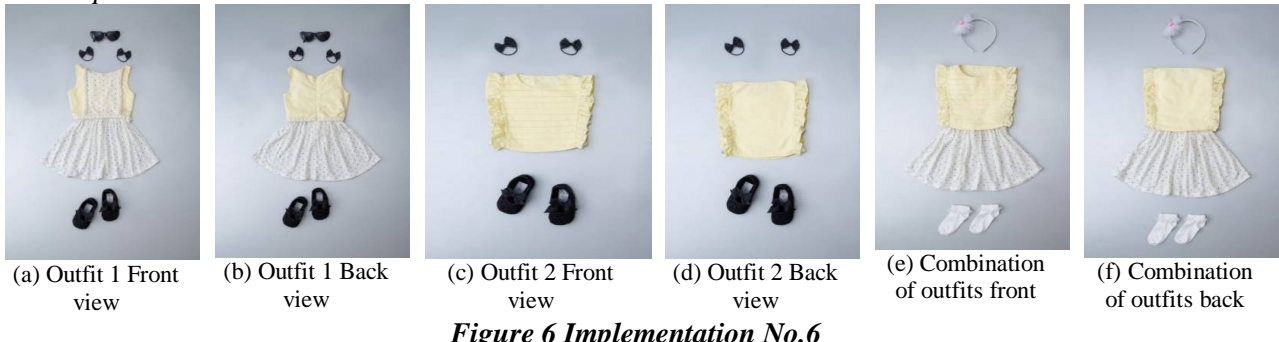 (a) Outfit 1 Front
view
(b) Outfit 1 Back
view
(c) Outfit 2 Front
view
(d) Outfit 2 Back
view
(e) Combination
of outfits front
(f) Combination
of outfits back
Figure 6 Implementation No.6